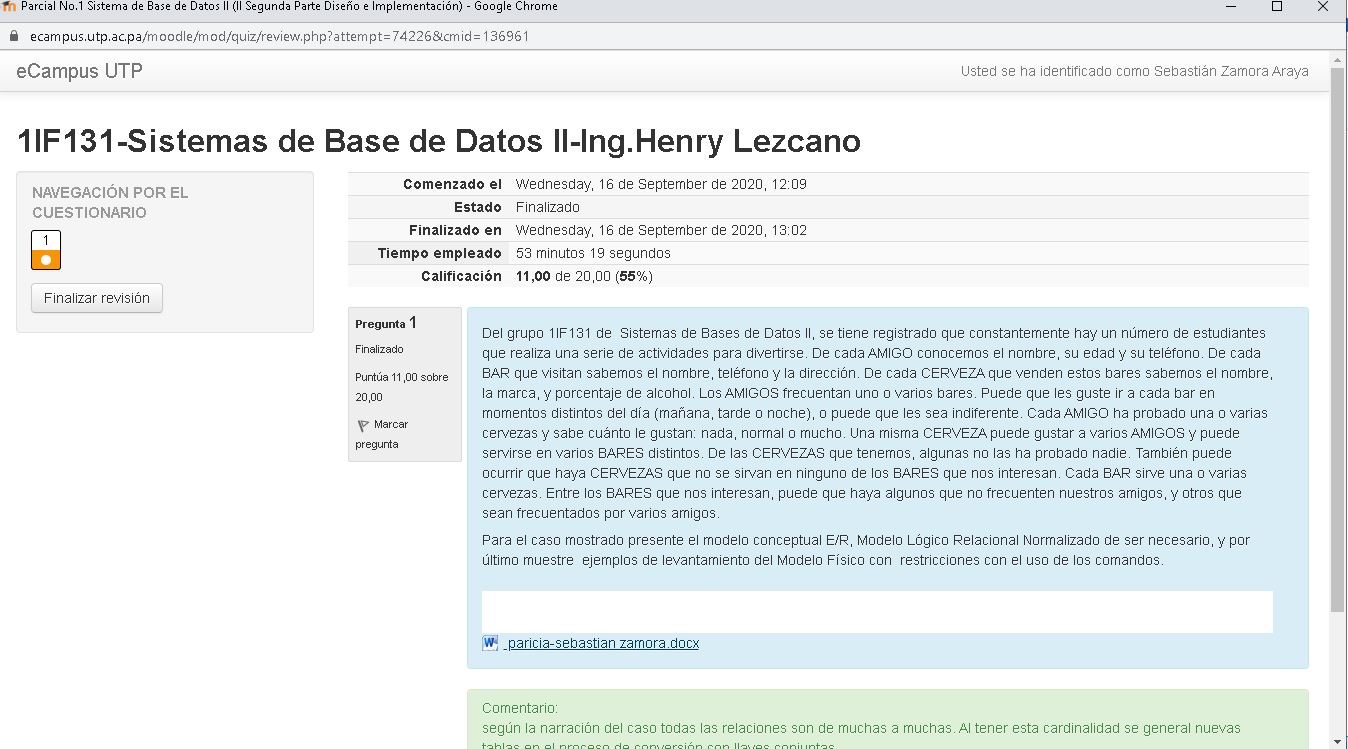 Parcial No.1 Sistema de Base de Datos II (II Segunda Parte Diseño e Implementación) - Google Chrome
ecampus.utp.ac.pa/moodle/mod/quiz/review.php?attempt=74226&cmid=136961
eCampus UTP
Usted se ha identificado como Sebastián Zamora Araya
1IF131-Sistemas de Base de Datos II-Ing.Henry Lezcano
NAVEGACIÓN POR EL
CUESTIONARIO
1
Finalizar revisión
Comenzado el Wednesday, 16 de September de 2020, 12:09
Estado Finalizado
Finalizado en Wednesday, 16 de September de 2020, 13:02
Tiempo empleado 53 minutos 19 segundos
Calificación 11,00 de 20,00 (55%)
Pregunta 1
Finalizado
Puntúa 11,00 sobre
20,00
Marcar
pregunta
Del grupo 1IF131 de Sistemas de Bases de Datos II, se tiene registrado que constantemente hay un número de estudiantes
que realiza una serie de actividades para divertirse. De cada AMIGO conocemos el nombre, su edad y su teléfono. De cada
BAR que visitan sabemos el nombre, teléfono y la dirección. De cada CERVEZA que venden estos bares sabemos el nombre,
la marca, y porcentaje de alcohol. Los AMIGOS frecuentan uno o varios bares. Puede que les guste ir a cada bar en
momentos distintos del día (mañana, tarde o noche), o puede que les sea indiferente. Cada AMIGO ha probado una o varias
cervezas y sabe cuánto le gustan: nada, normal o mucho. Una misma CERVEZA puede gustar a varios AMIGOS y puede
servirse en varios BARES distintos. De las CERVEZAS que tenemos, algunas no las ha probado nadie. También puede
ocurrir que haya CERVEZAS que no se sirvan en ninguno de los BARES que nos interesan. Cada BAR sirve una o varias
cervezas. Entre los BARES que nos interesan, puede que haya algunos que no frecuenten nuestros amigos, y otros que
sean frecuentados por varios amigos.
Para el caso mostrado presente el modelo conceptual E/R, Modelo Lógico Relacional Normalizado de ser necesario, y por
último muestre ejemplos de levantamiento del Modelo Físico con restricciones con el uso de los comandos.
paricia-sebastian zamora.docx
Comentario:
según la narración del caso todas las relaciones son de muchas a muchas. Al tener esta cardinalidad se general nuevas
tablas en el proceso de conversión con llaves conjuntas